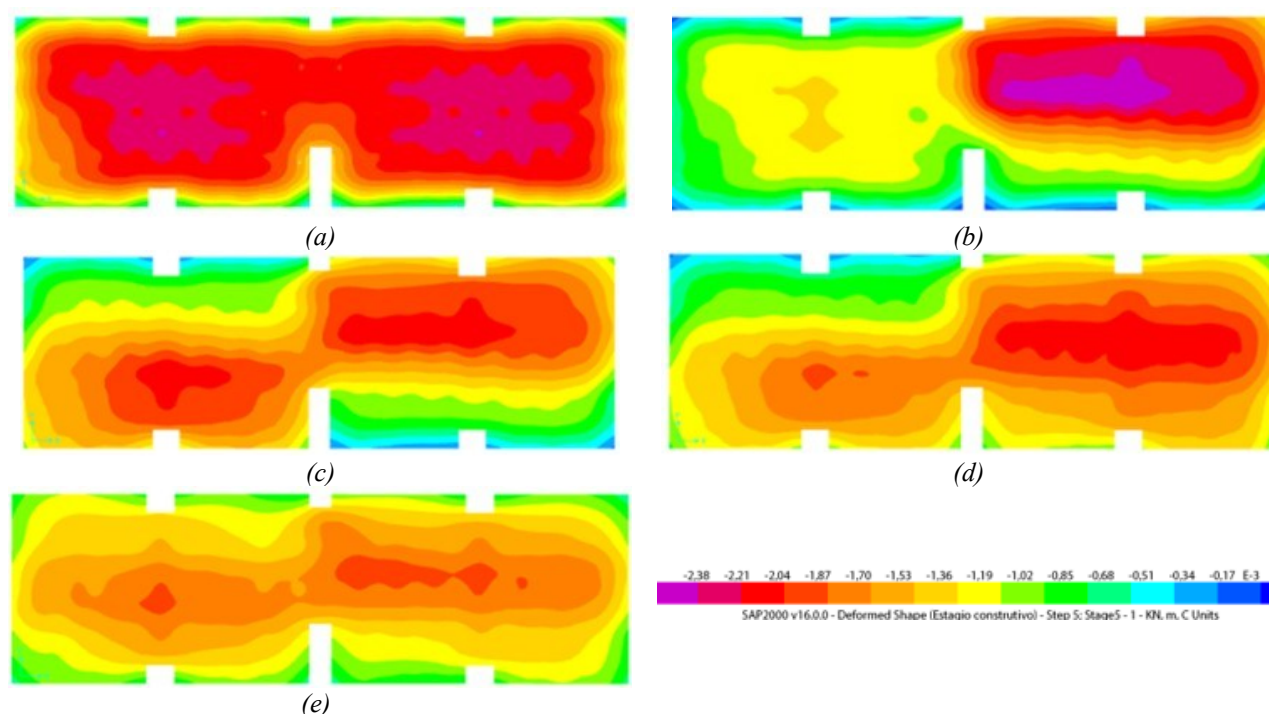 (a)
(b)
(c)
(d)
(e)
-2.38 -2.21 -2.04 -1,87 -1,70 -1,53 -1,36 -1,19 -1,02 -0,85 -0,68 -0,51 -0,34 -0,17 E-3
SAP2000 v16.0.0 - Deformed Shape (Estagio construtivo) - Step 5; Stage5 - 1 - KN, m, C Units